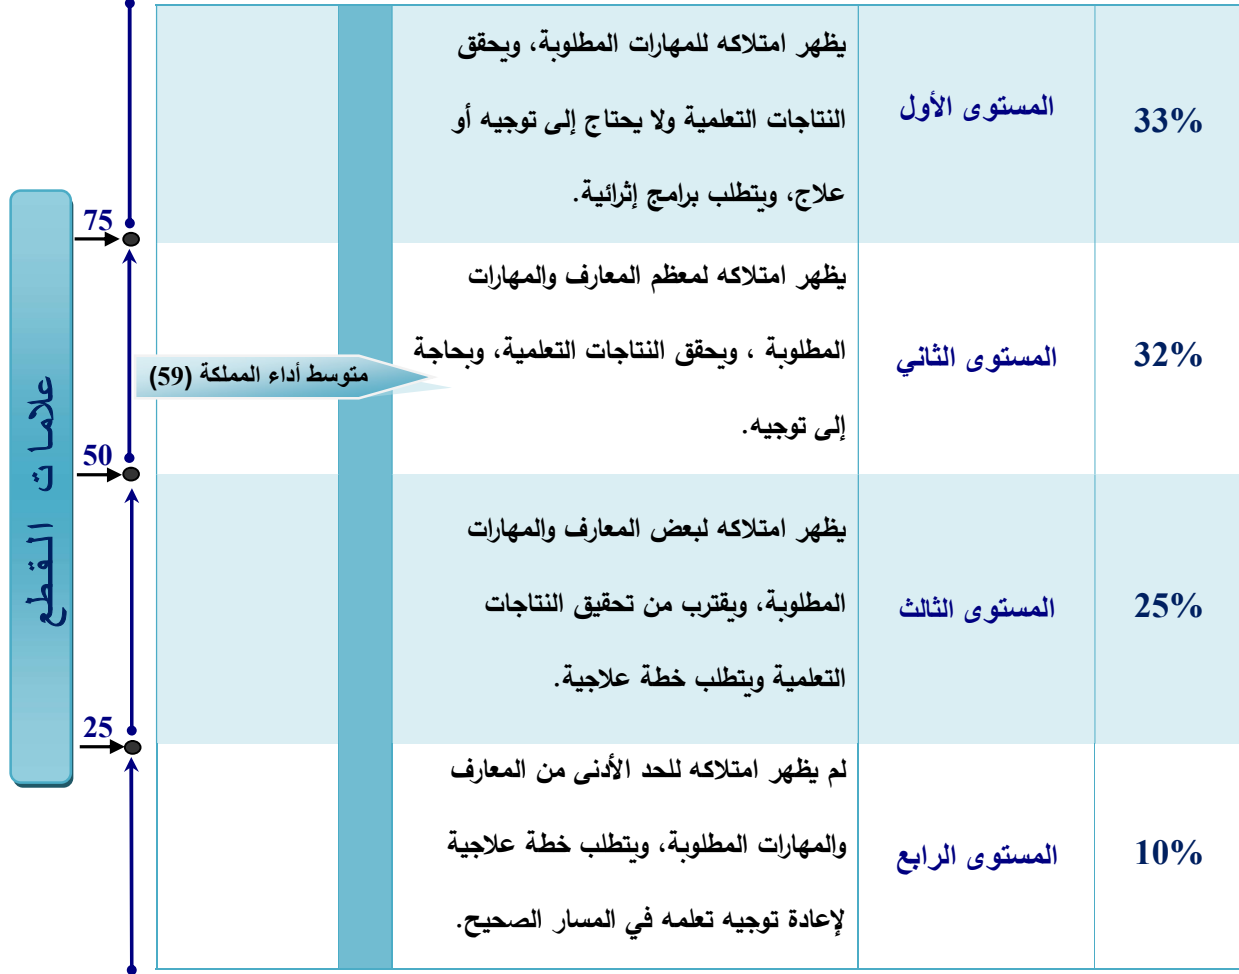 33%
المستوى الأول
يظهر امتلاكه للمهارات المطلوبة، ويحقق
النتاجات التعلمية ولا يحتاج إلى توجيه أو
علاج، ويتطلب برامج إثرائية.
75
32%
المستوى الثاني
يظهر امتلاكه لمعظم المعارف والمهارات
المطلوبة ، ويحقق النتاجات التعلمية، وبحاجة
إلى توجيه.
متوسط أداء المملكة (59)
50
25%
المستوى الثالث
يظهر امتلاكه لبعض المعارف والمهارات
المطلوبة، ويقترب من تحقيق النتاجات
التعلمية ويتطلب خطة علاجية.
25
10%
المستوى الرابع
لم يظهر امتلاكه للحد الأدنى من المعارف
والمهارات المطلوبة، ويتطلب خطة علاجية
لإعادة توجيه تعلمه في المسار الصحيح.
علامات القطع